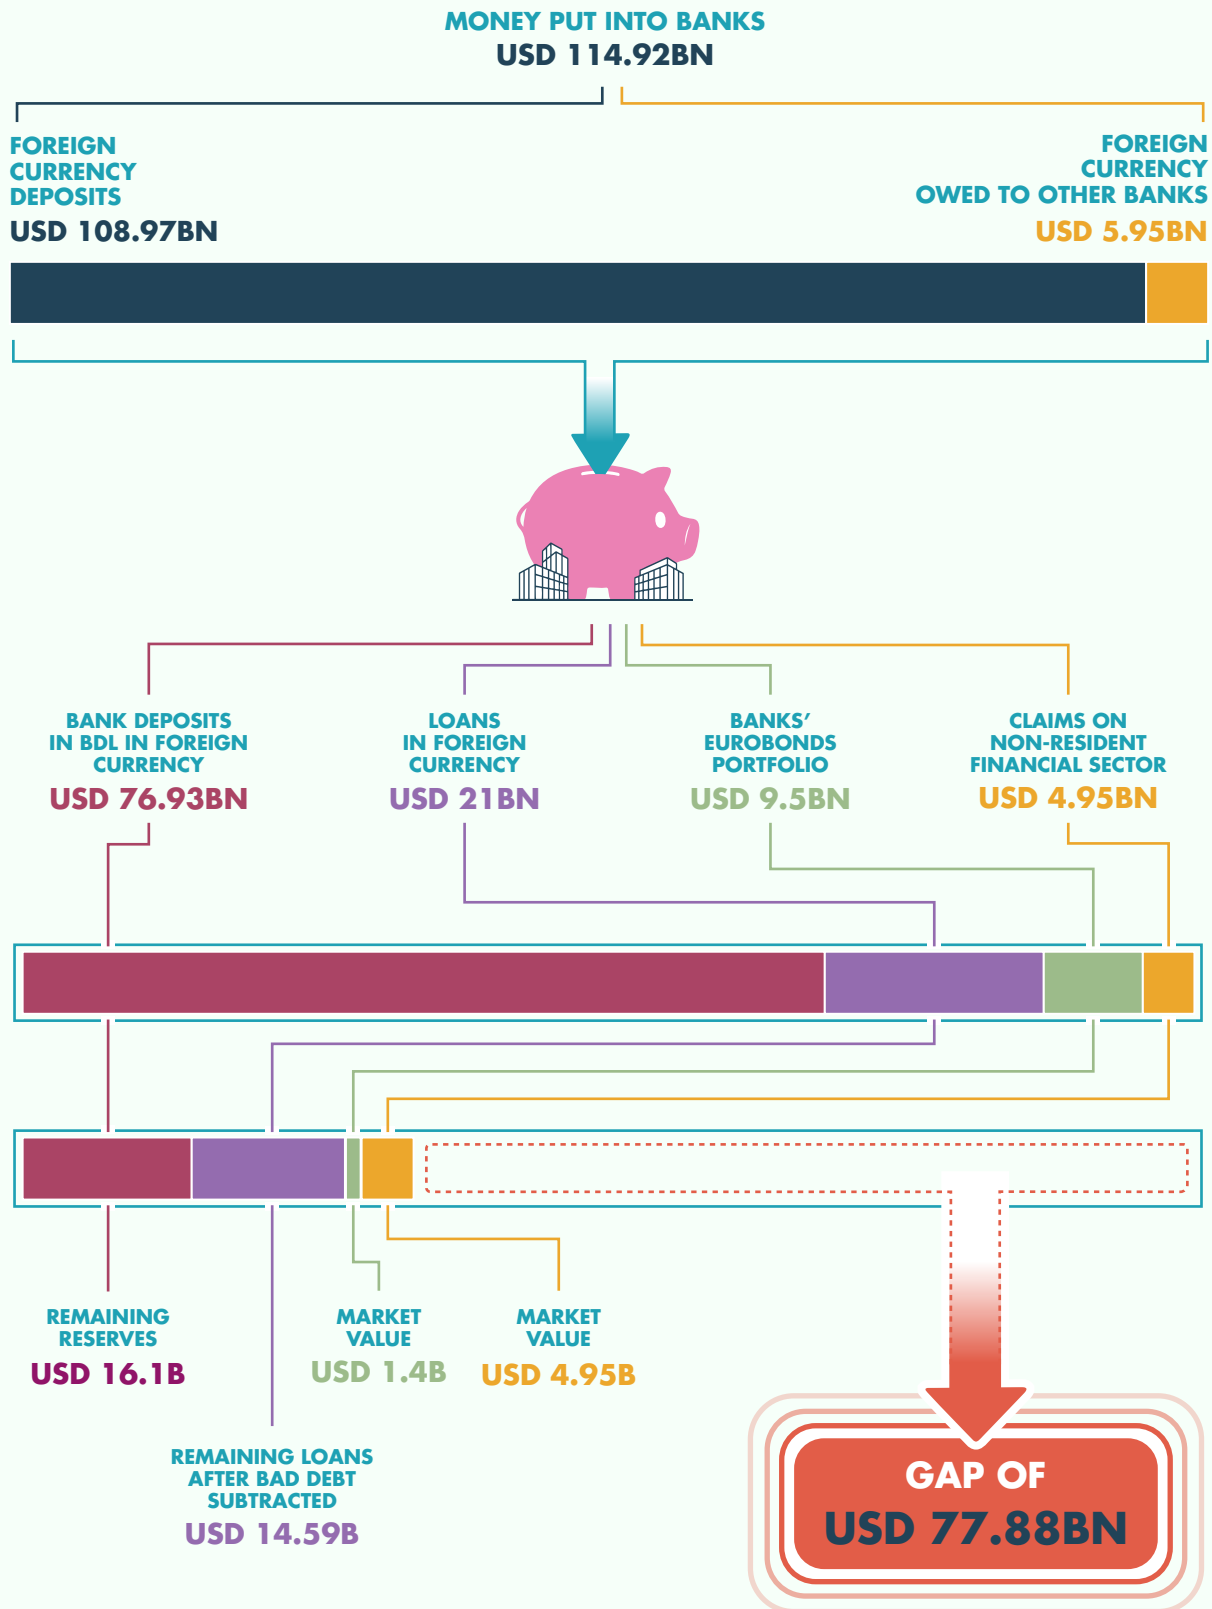 MONEY PUT INTO BANKS
USD 114.92BN
FOREIGN
CURRENCY
DEPOSITS
USD 108.97BN
FOREIGN
CURRENCY
OWED TO OTHER BANKS
USD 5.95BN
BANK DEPOSITS
IN BDL IN FOREIGN
CURRENCY
USD 76.93BN
LOANS
IN FOREIGN
CURRENCY
USD 21BN
BANKS’
EUROBONDS
PORTFOLIO
USD 9.5BN
CLAIMS ON
NON-RESIDENT
FINANCIAL SECTOR
USD 4.95BN
REMAINING
RESERVES
USD 16.1B
REMAINING LOANS
AFTER BAD DEBT
SUBTRACTED
USD 14.59B
MARKET
VALUE
USD 1.4B
MARKET
VALUE
USD 4.95B
GAP OF
USD 77.88BN